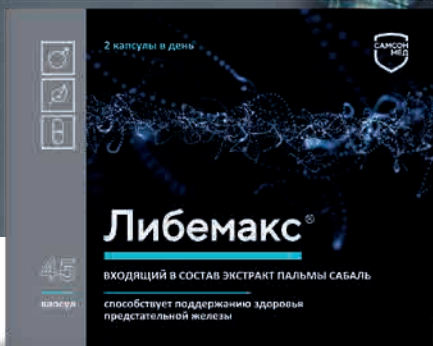 2 капсулы в день
САМСОН
МЕД
Либемакс®
45
капсул
ВХОДЯЩИЙ В СОСТАВ ЭКСТРАКТ ПАЛЬМЫ САБАЛЬ
способствует поддержанию здоровья
предстательной железы